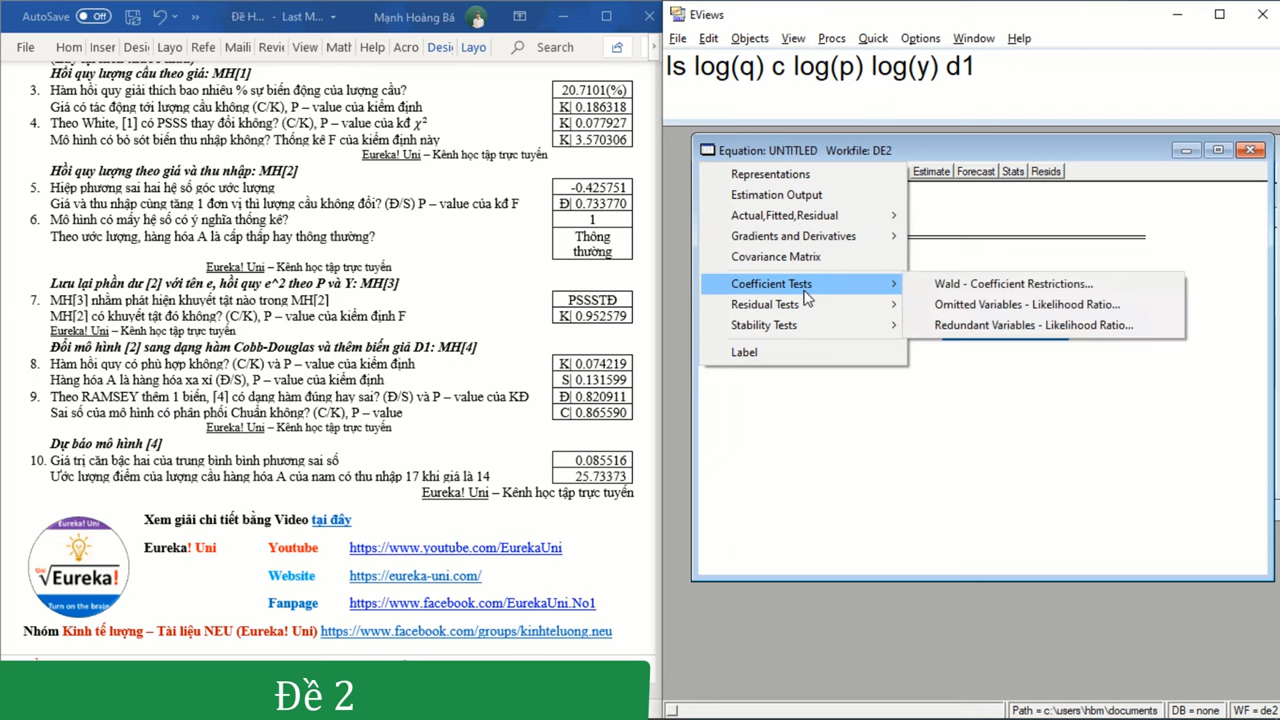 AutoSave Off Đề H... - Last M... Mạnh Hoàng Bá
File Hom Inser Desi Layo Refe Maili Revie View Math Help Acro Desi Layo Search
Hồi quy lượng cầu theo giá: MH[1]
3. Hàm hồi quy giải thích bao nhiêu % sự biến động của lượng cầu? 20.7101(%)
Giá có tác động tới lượng cầu không (C/K), P – value của kiểm định K| 0.186318
4. Theo White, [1] có PSSS thay đổi không? (C/K), P – value của kđ χ² K| 0.077927
Mô hình có bỏ sót biến thu nhập không? Thống kê F của kiểm định này K| 3.570306
Eureka! Uni – Kênh học tập trực tuyến
Hồi quy lượng theo giá và thu nhập: MH[2]
5. Hiệp phương sai hai hệ số góc ước lượng -0.425751
Giá và thu nhập cùng tăng 1 đơn vị thì lượng cầu không đổi? (Đ/S) P – value của kđ F Đ| 0.733770
6. Mô hình có mấy hệ số có ý nghĩa thống kê? 1
Theo ước lượng, hàng hóa A là cấp thấp hay thông thường? Thông thường
Eureka! Uni – Kênh học tập trực tuyến
Lưu lại phần dư [2] với tên e, hồi quy e^2 theo P và Y: MH[3]
7. MH[3] nhằm phát hiện khuyết tật nào trong MH[2] PSSSTĐ
MH[2] có khuyết tật đó không? (C/K), P – value của kiểm định F K| 0.952579
Eureka! Uni – Kênh học tập trực tuyến
Đổi mô hình [2] sang dạng hàm Cobb-Douglas và thêm biến giả D1: MH[4]
8. Hàm hồi quy có phù hợp không? (C/K) và P – value của kiểm định K| 0.074219
Hàng hóa A là hàng hóa xa xỉ (Đ/S), P – value của kiểm định S| 0.131599
9. Theo RAMSEY thêm 1 biến, [4] có dạng hàm đúng hay sai? (Đ/S) và P – value của KĐ Đ| 0.820911
Sai số của mô hình có phân phối Chuẩn không? (C/K), P – value C| 0.865590
Eureka! Uni – Kênh học tập trực tuyến
Dự báo mô hình [4]
10. Giá trị căn bậc hai của trung bình bình phương sai số 0.085516
Ước lượng điểm của lượng cầu hàng hóa A của nam có thu nhập 17 khi giá là 14 25.73373
Eureka! Uni – Kênh học tập trực tuyến
Xem giải chi tiết bằng Video tại đây
Eureka! Uni Youtube https://www.youtube.com/EurekaUni
Website https://eureka-uni.com/
Fanpage https://www.facebook.com/EurekaUni.No1
Eureka! Uni
√Eureka!
Turn on the brain
Nhóm Kinh tế lượng – Tài liệu NEU (Eureka! Uni) https://www.facebook.com/groups/kinhteluong.neu
Đề 2
EViews
File Edit Objects View Procs Quick Options Window Help
ls log(q) c log(p) log(y) d1
Equation: UNTITLED Workfile: DE2
Estimate Forecast Stats Resids
Representations
Estimation Output
Actual,Fitted,Residual
Gradients and Derivatives
Covariance Matrix
Coefficient Tests
Residual Tests
Stability Tests
Label
Wald - Coefficient Restrictions...
Omitted Variables - Likelihood Ratio...
Redundant Variables - Likelihood Ratio...
Path = c:\users\hbm\documents DB = none WF = de2